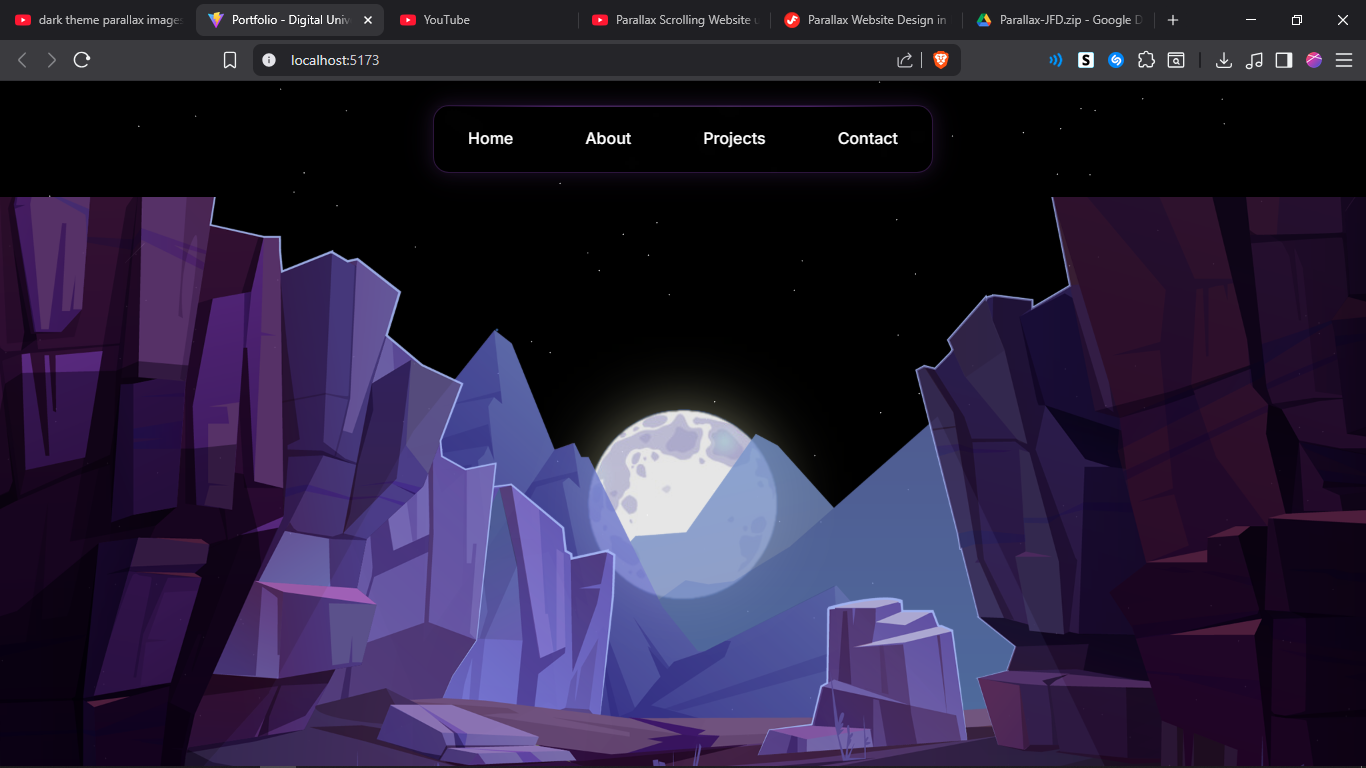 dark theme parallax image
Portfolio - Digital Univ
YouTube
Parallax Scrolling Website u
Parallax Website Design in
Parallax-JFD.zip - Google D
localhost:5173
Home About Projects Contact